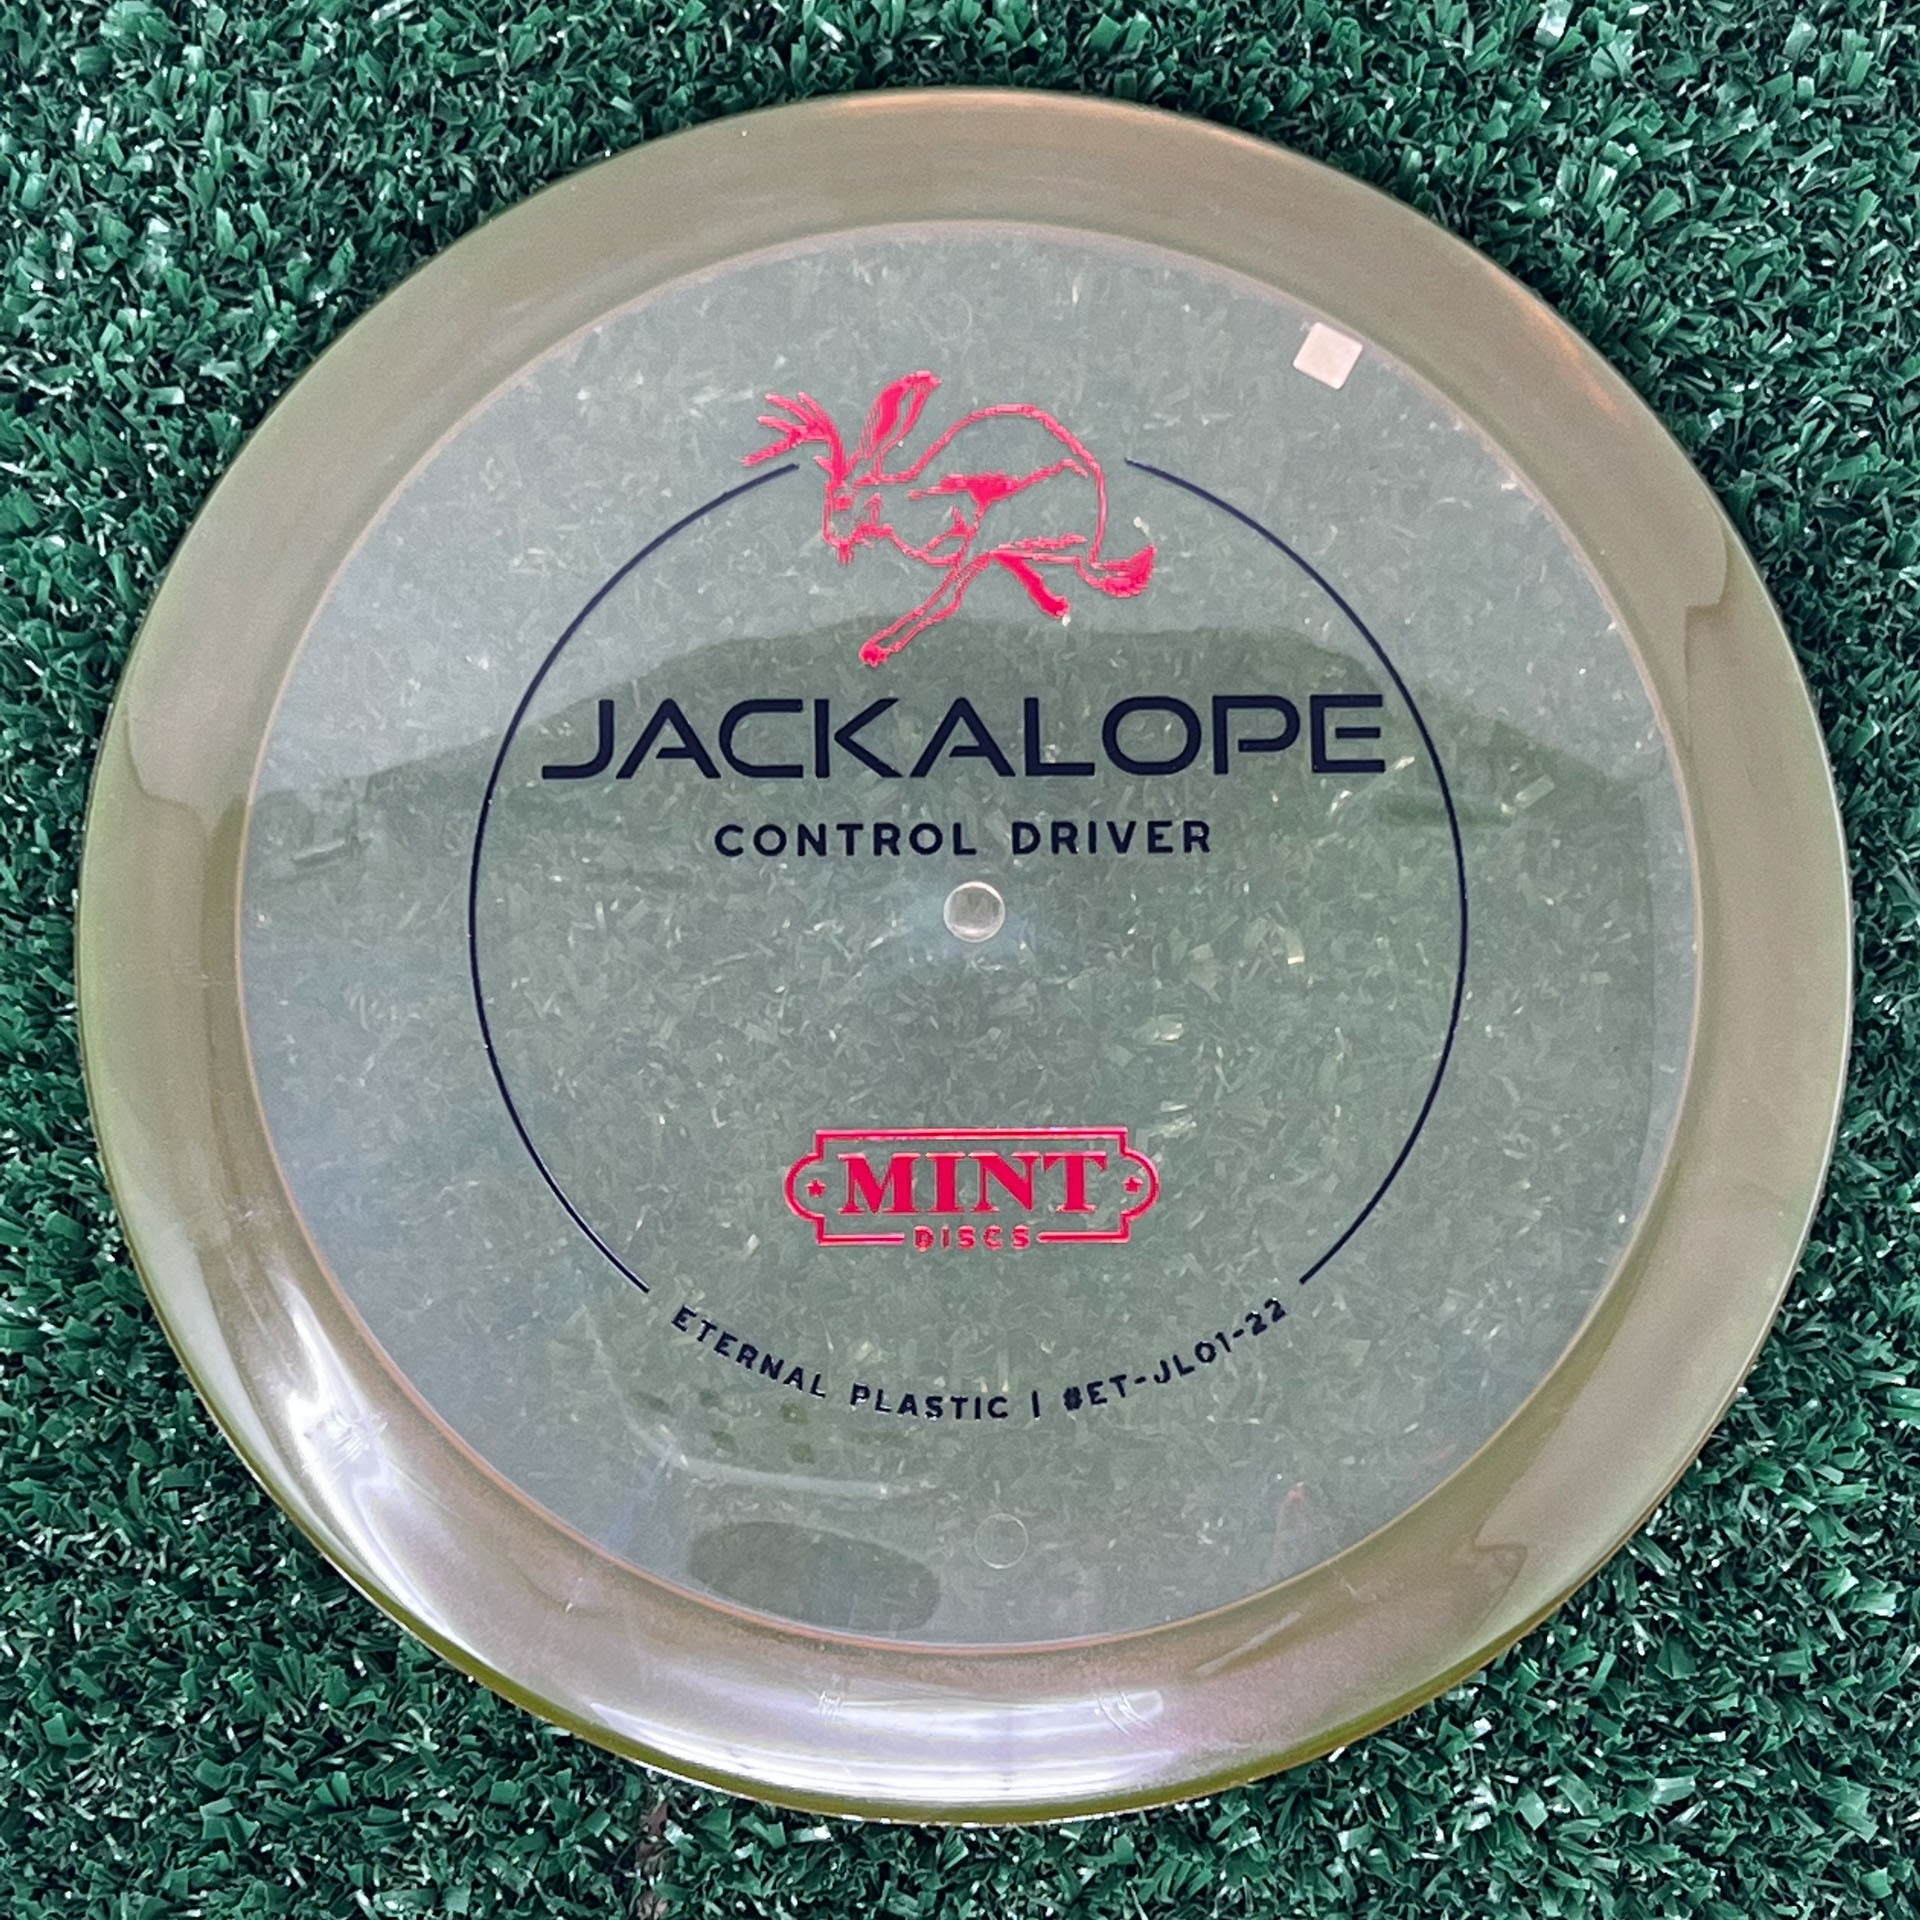 JACKALOPE
CONTROL DRIVER
MINT
DISCS
ETERNAL PLASTIC | #ET-JL01-22